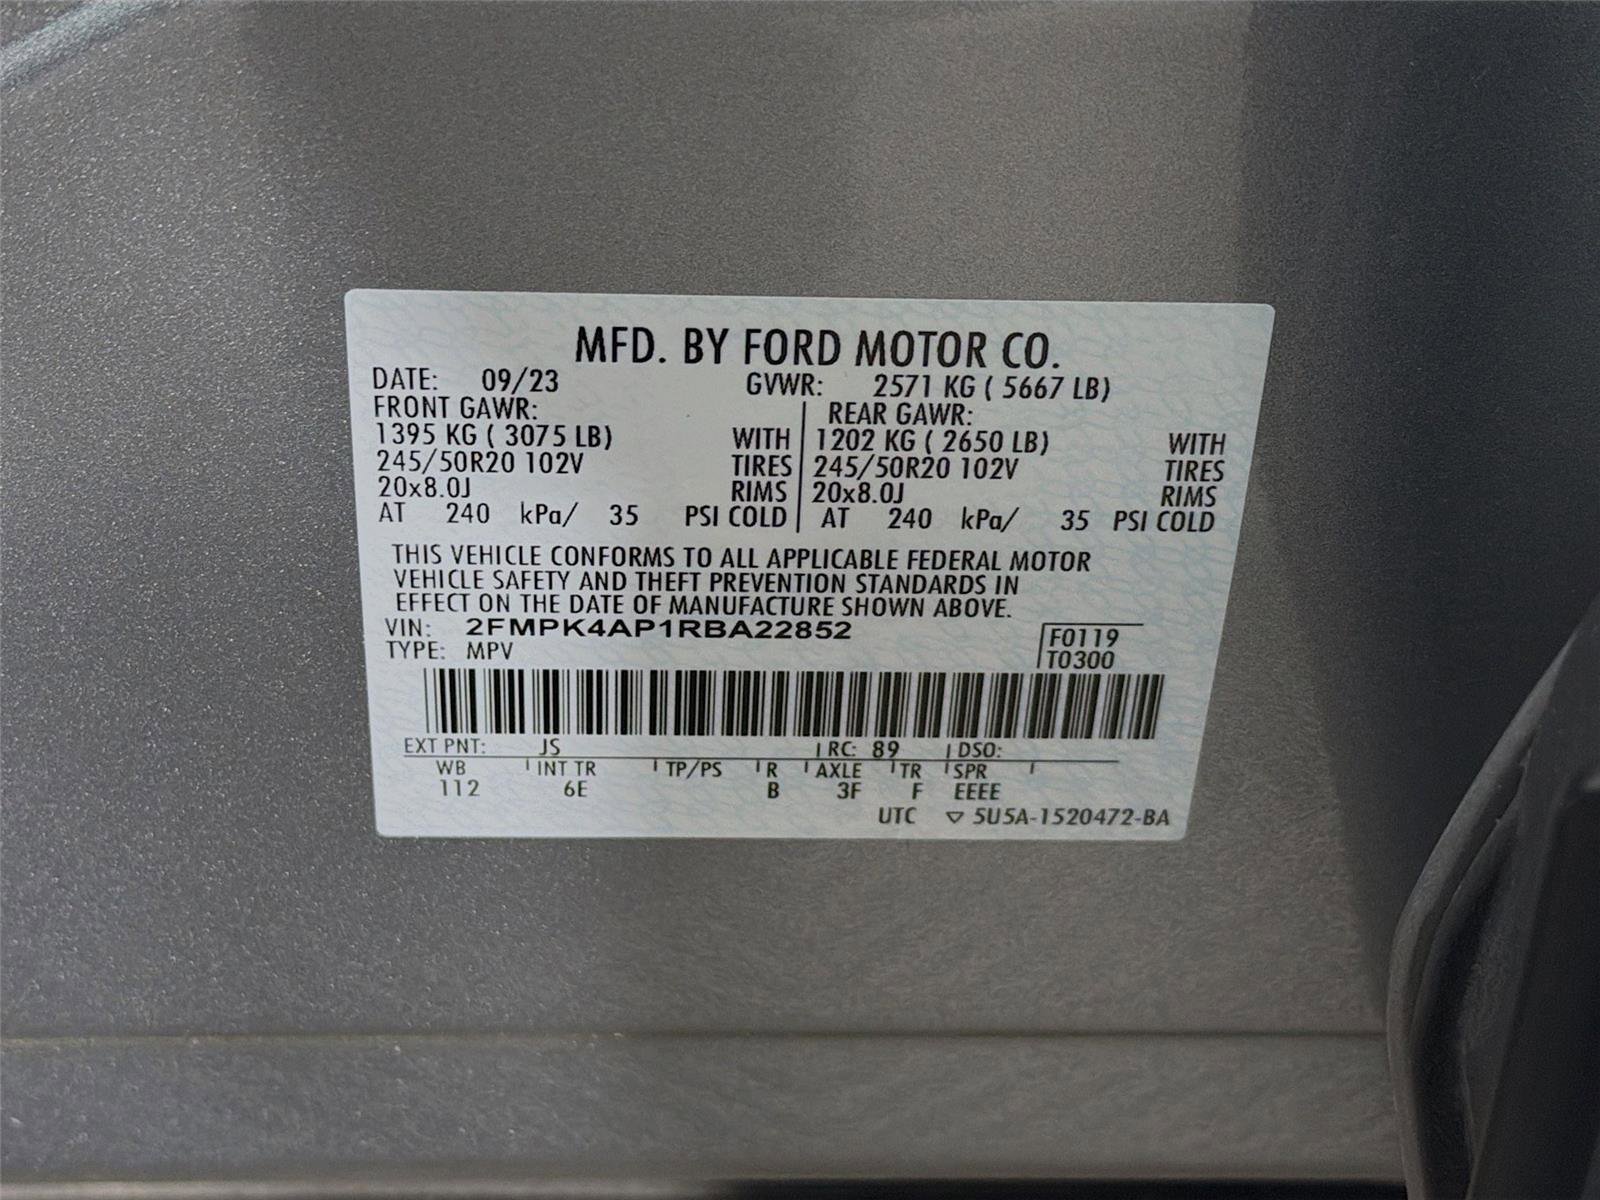 MFD. BY FORD MOTOR CO.
DATE: 09/23 GVWR: 2571 KG ( 5667 LB)
FRONT GAWR: REAR GAWR:
1395 KG ( 3075 LB) WITH 1202 KG ( 2650 LB) WITH
245/50R20 102V TIRES 245/50R20 102V TIRES
20x8.0J RIMS 20x8.0J RIMS
AT 240 kPa/ 35 PSI COLD AT 240 kPa/ 35 PSI COLD
THIS VEHICLE CONFORMS TO ALL APPLICABLE FEDERAL MOTOR
VEHICLE SAFETY AND THEFT PREVENTION STANDARDS IN
EFFECT ON THE DATE OF MANUFACTURE SHOWN ABOVE.
VIN: 2FMPK4AP1RBA22852 F0119
TYPE: MPV T0300
EXT PNT: JS RC: 89 DSO:
WB INT TR TP/PS R AXLE TR SPR
112 6E B 3F F EEEE
UTC ▽ 5U5A-1520472-BA